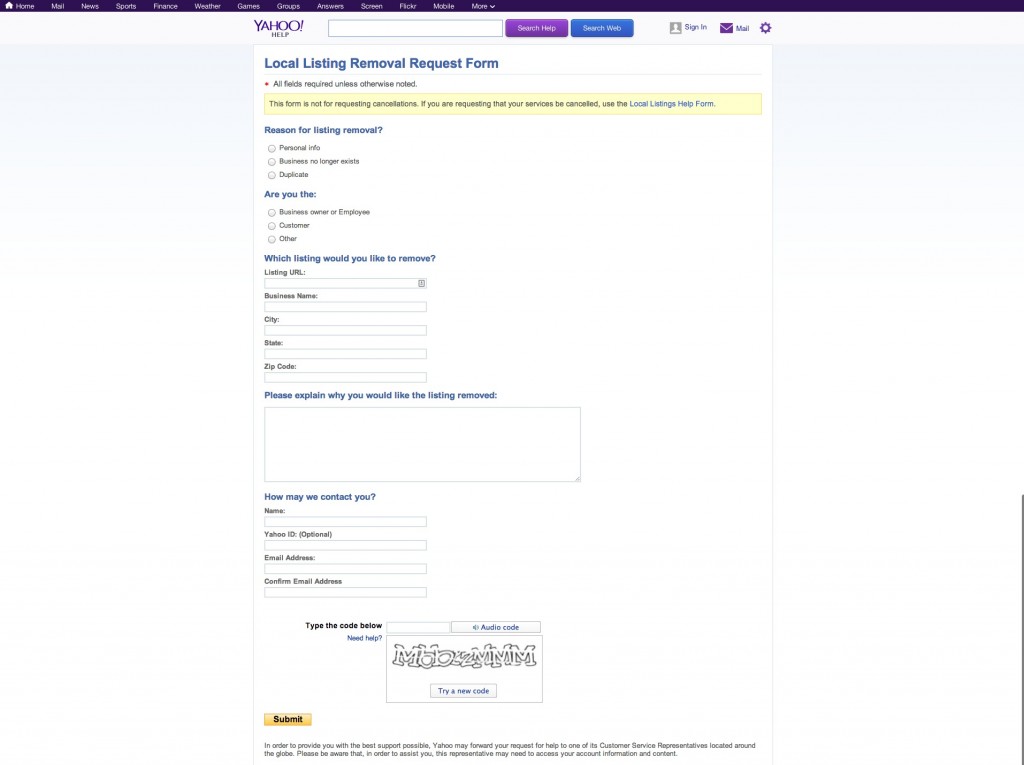 Home Mail News Sports Finance Weather Games Groups Answers Screen Flickr Mobile More
YAHOO! HELP
Search Help
Search Web
Sign In
Mail
Local Listing Removal Request Form
All fields required unless otherwise noted.
This form is not for requesting cancellations. If you are requesting that your services be cancelled, use the Local Listings Help Form.
Reason for listing removal?
Personal info
Business no longer exists
Duplicate
Are you the:
Business owner or Employee
Customer
Other
Which listing would you like to remove?
Listing URL:
Business Name:
City:
State:
Zip Code:
Please explain why you would like the listing removed:
How may we contact you?
Name:
Yahoo ID: (Optional)
Email Address:
Confirm Email Address
Type the code below
Audio code
Need help?
Try a new code
Submit
In order to provide you with the best support possible, Yahoo may forward your request for help to one of its Customer Service Representatives located around
the globe. Please be aware that, in order to assist you, this representative may need to access your account information and content.